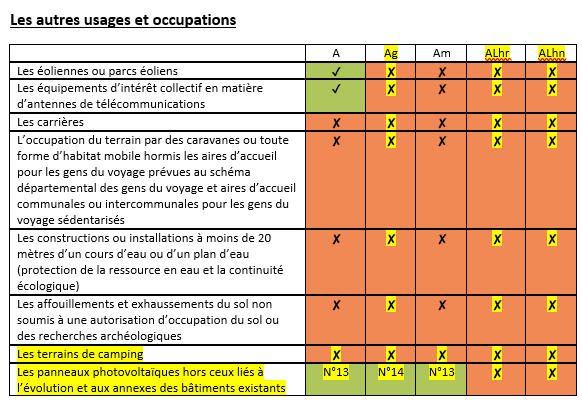 Les autres usages et occupations
A Ag Am ALhr ALhn
Les éoliennes ou parcs éoliens ✓ ✗ ✗ ✗ ✗
Les équipements d'intérêt collectif en matière ✓ ✗ ✗ ✗ ✗
d'antennes de télécommunications
Les carrières ✗ ✗ ✗ ✗ ✗
L'occupation du terrain par des caravanes ou toute ✗ ✗ ✗ ✗ ✗
forme d'habitat mobile hormis les aires d'accueil
pour les gens du voyage prévues au schéma
départemental des gens du voyage et aires d'accueil
communales ou intercommunales pour les gens du
voyage sédentarisés
Les constructions ou installations à moins de 20 ✗ ✗ ✗ ✗ ✗
mètres d'un cours d'eau ou d'un plan d'eau
(protection de la ressource en eau et la continuité
écologique)
Les affouillements et exhaussements du sol non ✗ ✗ ✗ ✗ ✗
soumis à une autorisation d'occupation du sol ou
des recherches archéologiques
Les terrains de camping ✗ ✗ ✗ ✗ ✗
Les panneaux photovoltaïques hors ceux liés à N°13 N°14 N°13 ✗ ✗
l'évolution et aux annexes des bâtiments existants